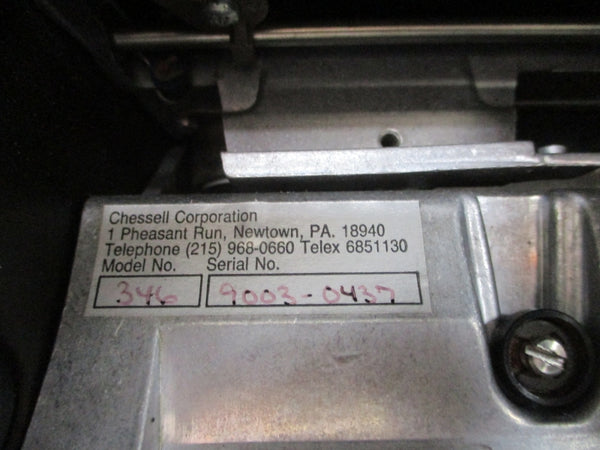 Chessell Corporation
1 Pheasant Run, Newtown, PA. 18940
Telephone (215) 968-0660 Telex 6851130
Model No. Serial No.
346 9003-0437